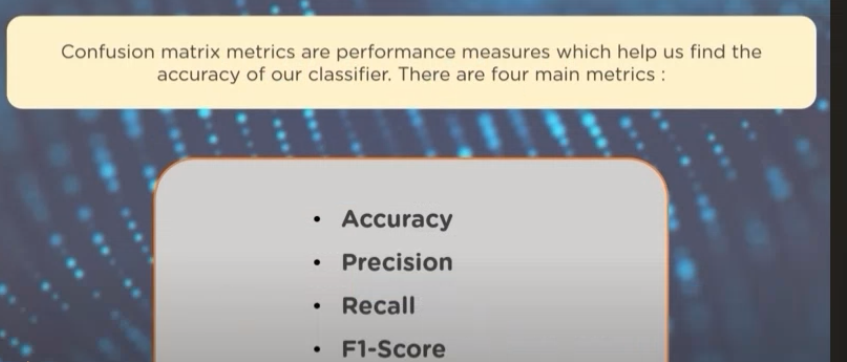 Confusion matrix metrics are performance measures which help us find the
accuracy of our classifier. There are four main metrics :
• Accuracy
• Precision
• Recall
• F1-Score